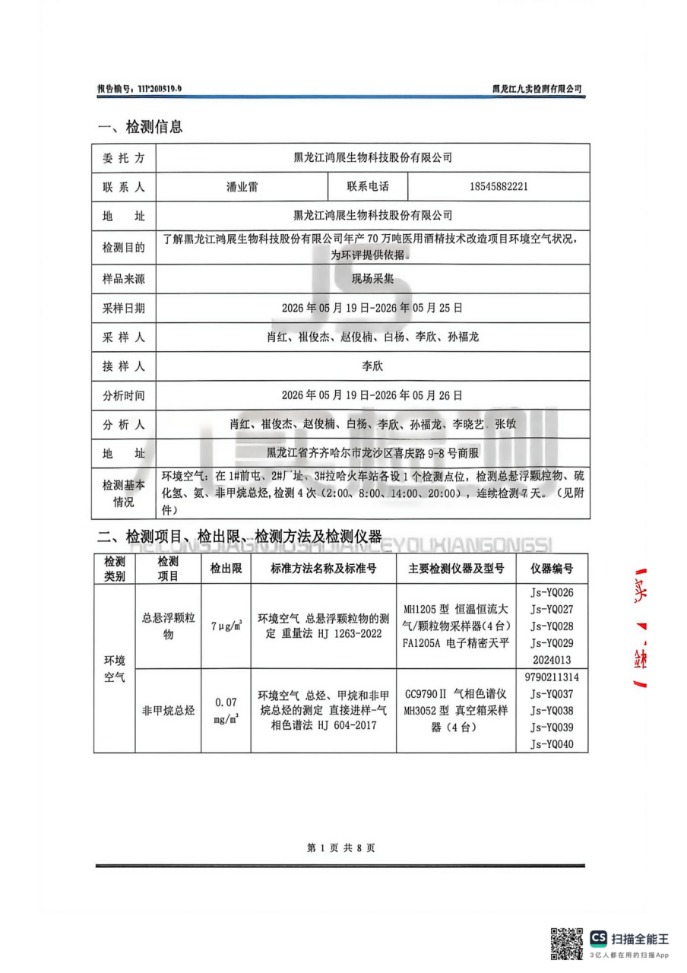 报告编号：HP200519-9 黑龙江九实检测有限公司
一、检测信息
委托方 黑龙江鸿展生物科技股份有限公司
联系人 潘业雷 联系电话 18545882221
地址 黑龙江鸿展生物科技股份有限公司
检测目的 了解黑龙江鸿展生物科技股份有限公司年产 70 万吨医用酒精技术改造项目环境空气状况，
为环评提供依据。
样品来源 现场采集
采样日期 2026 年 05 月 19 日-2026 年 05 月 25 日
采样人 肖红、崔俊杰、赵俊楠、白杨、李欣、孙福龙
接样人 李欣
分析时间 2026 年 05 月 19 日-2026 年 05 月 26 日
分析人 肖红、崔俊杰、赵俊楠、白杨、李欣、孙福龙、李晓艺、张敏
地址 黑龙江省齐齐哈尔市龙沙区喜庆路 9-8 号商服
检测基本
情况
环境空气：在 1#前屯、2#厂址、3#拉哈火车站各设 1 个检测点位，检测总悬浮颗粒物、硫
化氢、氨、非甲烷总烃,检测 4 次（2:00、8:00、14:00、20:00），连续检测 7 天。（见附
件）
二、检测项目、检出限、检测方法及检测仪器
检测
类别
检测
项目
检出限 标准方法名称及标准号 主要检测仪器及型号 仪器编号
环境
空气
总悬浮颗粒
物
7μg/m³
环境空气 总悬浮颗粒物的测
定 重量法 HJ 1263-2022
MH1205 型 恒温恒流大
气/颗粒物采样器(4 台)
FA1205A 电子精密天平
Js-YQ026
Js-YQ027
Js-YQ028
Js-YQ029
2024013
非甲烷总烃
0.07
mg/m³
环境空气 总烃、甲烷和非甲
烷总烃的测定 直接进样-气
相色谱法 HJ 604-2017
GC9790Ⅱ 气相色谱仪
MH3052 型 真空箱采样
器（4 台）
9790211314
Js-YQ037
Js-YQ038
Js-YQ039
Js-YQ040
第 1 页 共 8 页
CS 扫描全能王
3亿人都在用的扫描App